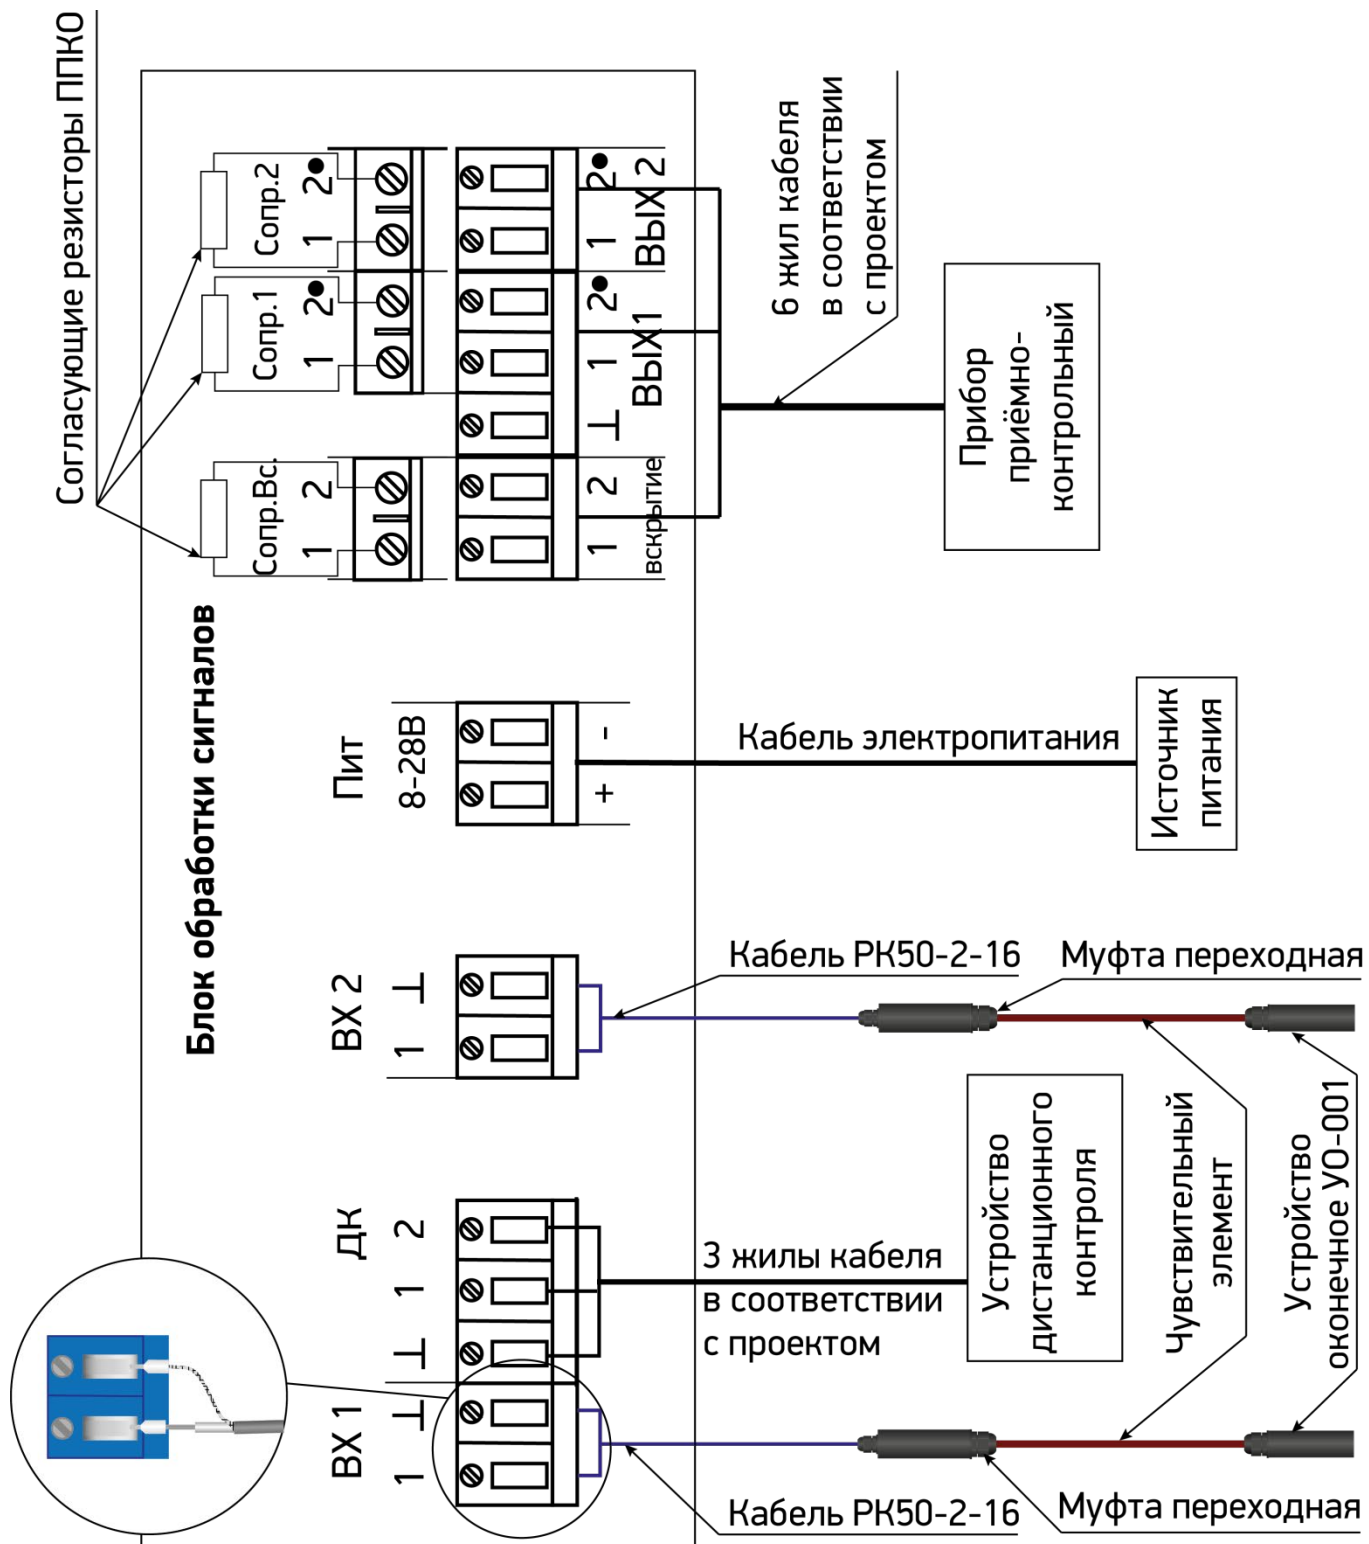 Согласующие резисторы ППКО
Сопр.2
1
2
Сопр.1
1
2
Сопр.Вс.
1
2
1
2
ВЫХ 2
⊥
1
2
ВЫХ1
1
2
вскрытие
6 жил кабеля
в соответствии
с проектом
Прибор
приёмно-
контрольный
Блок обработки сигналов
Пит
8-28В
+
-
Кабель электропитания
Источник
питания
ВХ 2
1
⊥
Кабель РК50-2-16
Муфта переходная
ДК
⊥
1
2
3 жилы кабеля
в соответствии
с проектом
Устройство
дистанционного
контроля
Чувствительный
элемент
Устройство
оконечное УО-001
ВХ 1
1
⊥
Кабель РК50-2-16
Муфта переходная